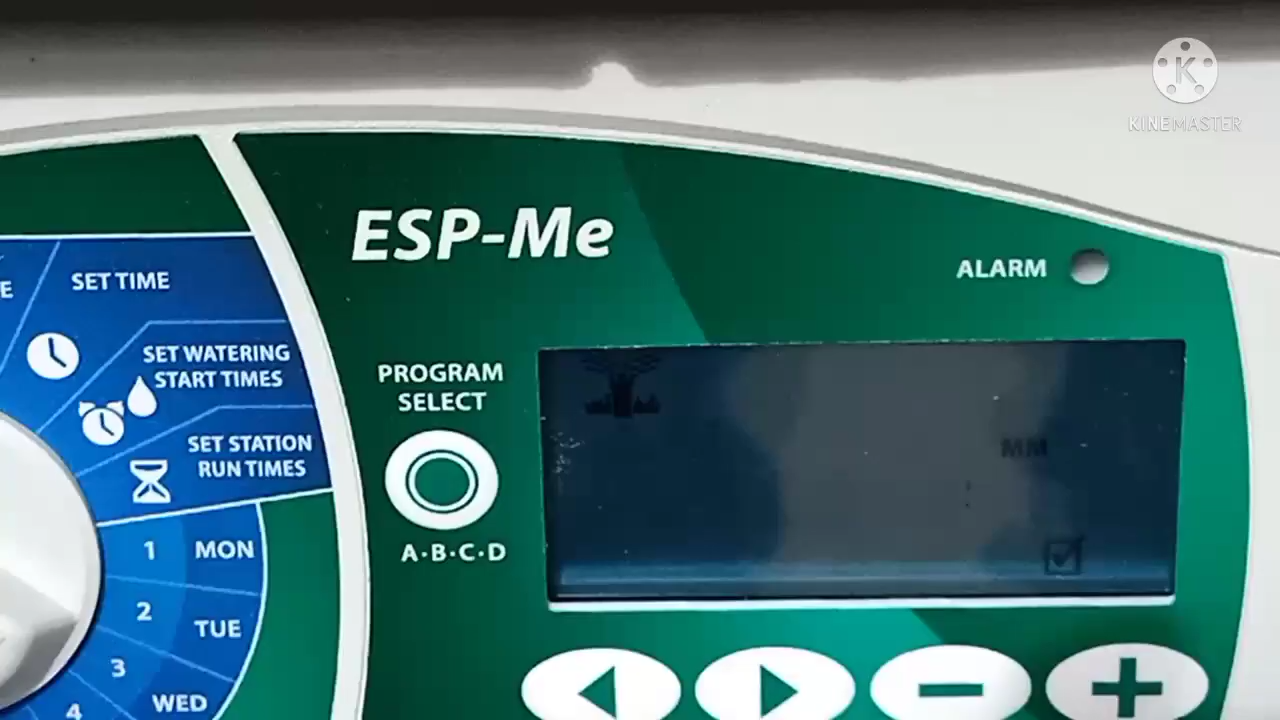 K
KINEMASTER
ESP-Me
ALARM
E
SET TIME
SET WATERING
START TIMES
SET STATION
RUN TIMES
PROGRAM
SELECT
A·B·C·D
MM
1 MON
2 TUE
3 WED
4